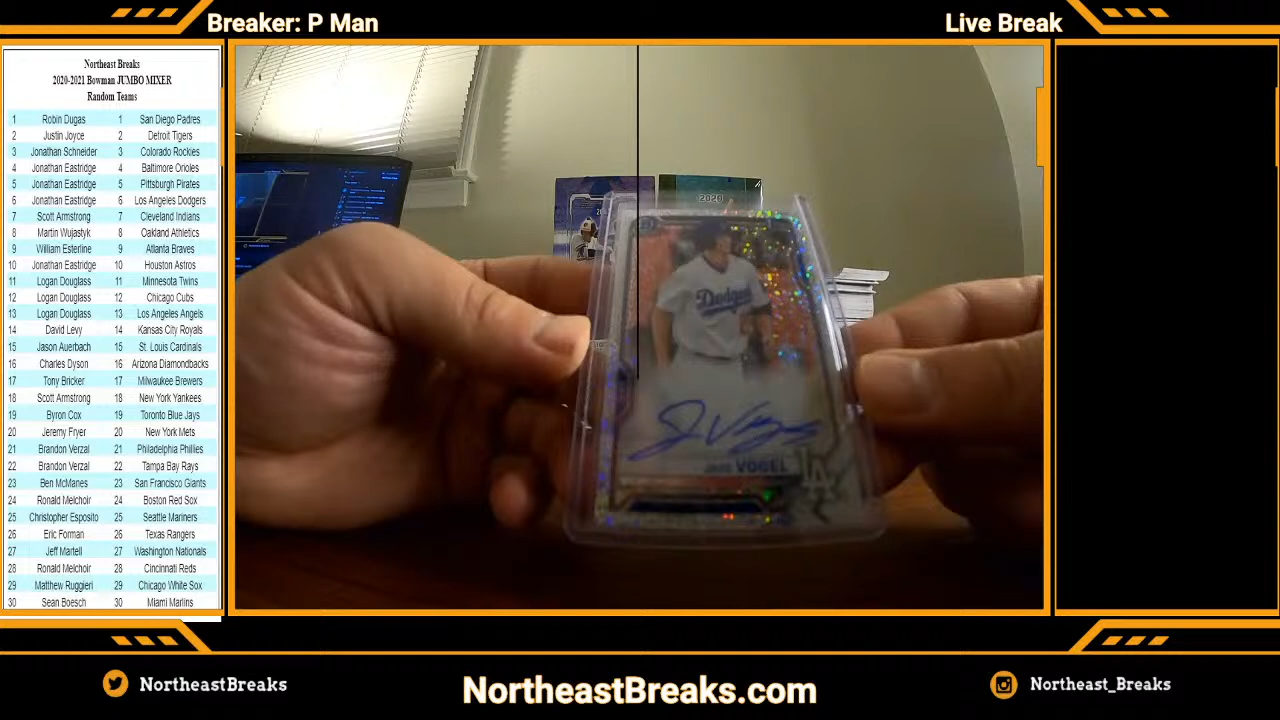 Breaker: P Man
Live Break
Northeast Breaks
2020-2021 Bowman JUMBO MIXER
Random Teams
1 Robin Dugas 1 San Diego Padres
2 Justin Joyce 2 Detroit Tigers
3 Jonathan Schneider 3 Colorado Rockies
4 Jonathan Eastridge 4 Baltimore Orioles
5 Jonathan Eastridge 5 Pittsburgh Pirates
6 Jonathan Eastridge 6 Los Angeles Dodgers
7 Scott Armstrong 7 Cleveland Indians
8 Martin Wujastyk 8 Oakland Athletics
9 William Esterline 9 Atlanta Braves
10 Jonathan Eastridge 10 Houston Astros
11 Logan Douglass 11 Minnesota Twins
12 Logan Douglass 12 Chicago Cubs
13 Logan Douglass 13 Los Angeles Angels
14 David Levy 14 Kansas City Royals
15 Jason Auerbach 15 St. Louis Cardinals
16 Charles Dyson 16 Arizona Diamondbacks
17 Tony Bricker 17 Milwaukee Brewers
18 Scott Armstrong 18 New York Yankees
19 Byron Cox 19 Toronto Blue Jays
20 Jeremy Fryer 20 New York Mets
21 Brandon Verzal 21 Philadelphia Phillies
22 Brandon Verzal 22 Tampa Bay Rays
23 Ben McManes 23 San Francisco Giants
24 Ronald Melchoir 24 Boston Red Sox
25 Christopher Esposito 25 Seattle Mariners
26 Eric Forman 26 Texas Rangers
27 Jeff Martell 27 Washington Nationals
28 Ronald Melchoir 28 Cincinnati Reds
29 Matthew Ruggieri 29 Chicago White Sox
30 Sean Boesch 30 Miami Marlins
2020
Dodgers
VOGEL
LA
NortheastBreaks
NortheastBreaks.com
Northeast_Breaks